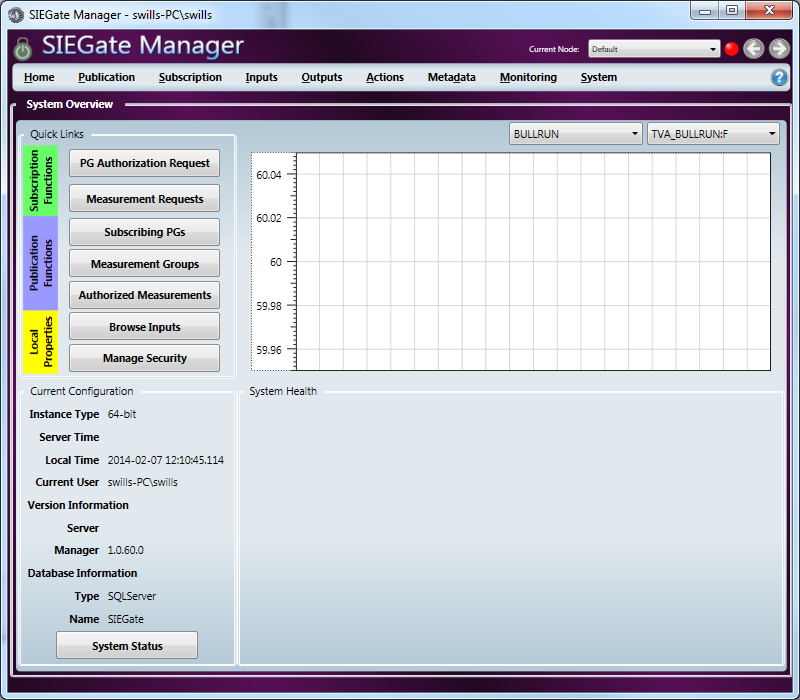 SIEGate Manager - swills-PC\swills
SIEGate Manager
Current Node: Default
Home Publication Subscription Inputs Outputs Actions Metadata Monitoring System ?
System Overview
Quick Links
BULLRUN TVA_BULLRUN:F
Subscription
Functions
PG Authorization Request
Measurement Requests
Publication
Functions
Subscribing PGs
Measurement Groups
Authorized Measurements
Local
Properties
Browse Inputs
Manage Security
60.04
60.02
60
59.98
59.96
Current Configuration
Instance Type 64-bit
Server Time
Local Time 2014-02-07 12:10:45.114
Current User swills-PC\swills
Version Information
Server
Manager 1.0.60.0
Database Information
Type SQLServer
Name SIEGate
System Status
System Health